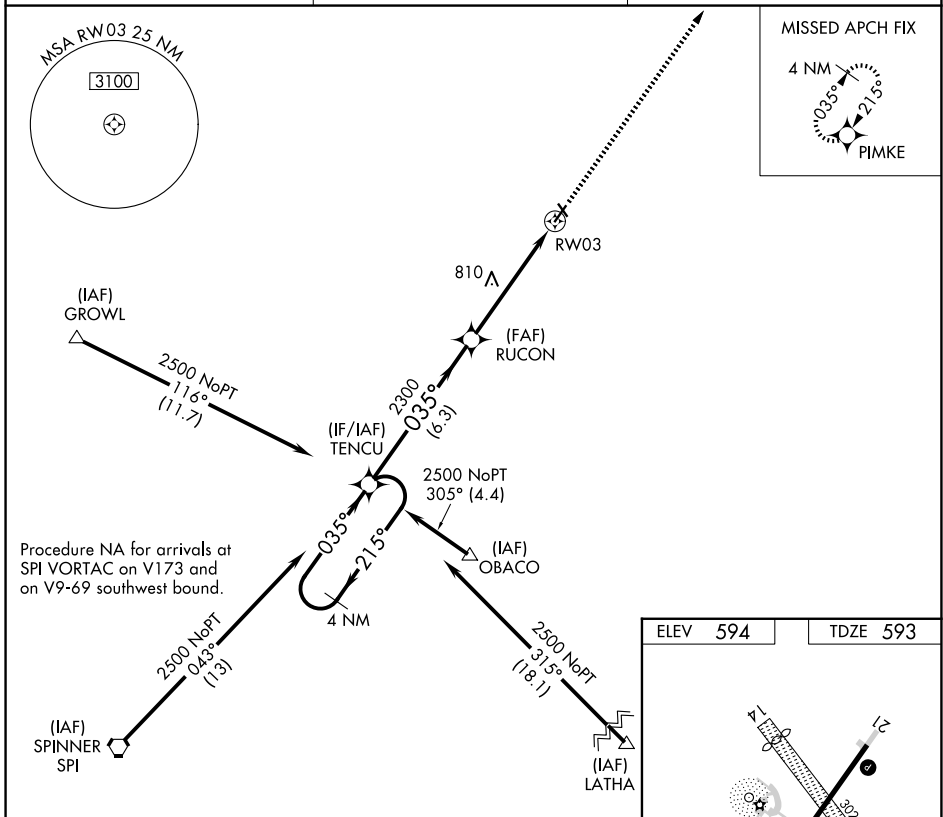 MSA RW03 25 NM
3100
MISSED APCH FIX
4 NM
035°
215°
PIMKE
RW03
810
(FAF)
RUCON
(IAF)
GROWL
2500 NoPT
116°
(11.7)
2300
035°
(6.3)
(IF/IAF)
TENCU
2500 NoPT
305° (4.4)
(IAF)
OBACO
035°
215°
4 NM
Procedure NA for arrivals at
SPI VORTAC on V173 and
on V9-69 southwest bound.
2500 NoPT
043°
(13)
(IAF)
SPINNER
SPI
2500 NoPT
315°
(18.1)
(IAF)
LATHA
ELEV 594
TDZE 593
14
21
P